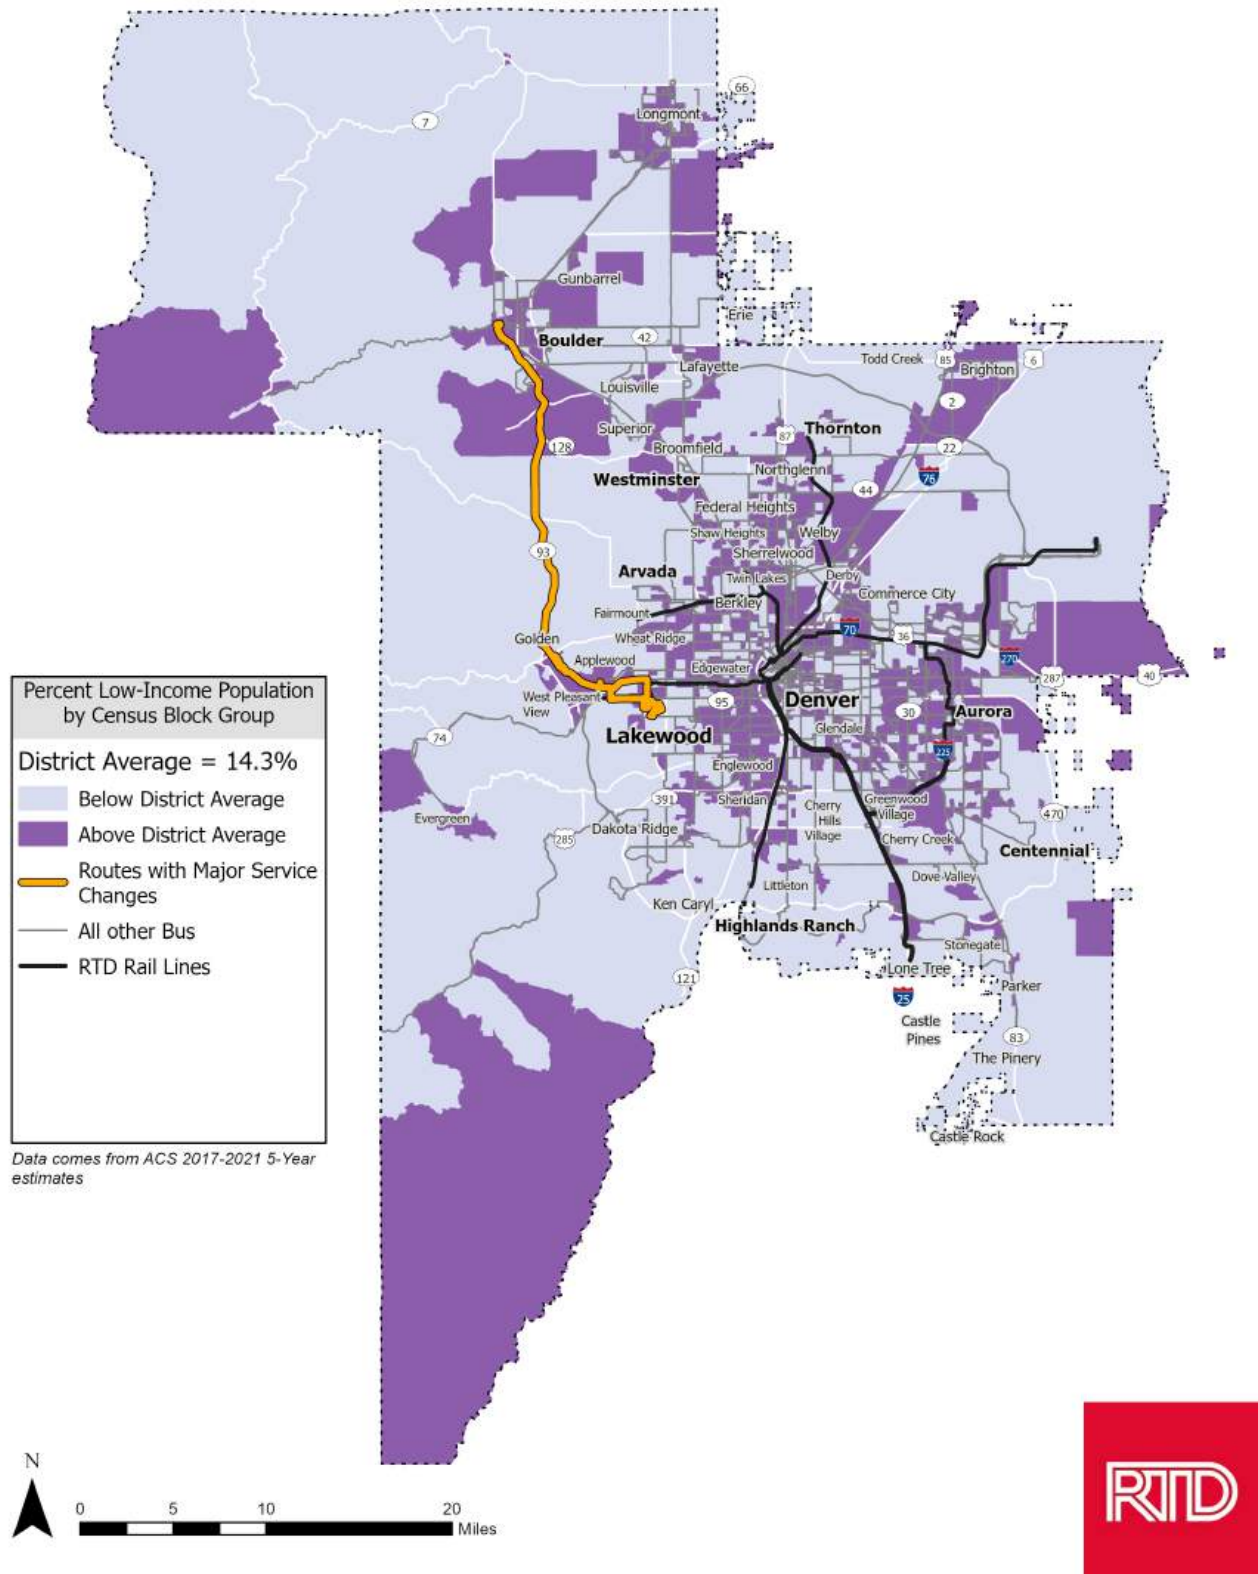 66
Longmont
7
Gunbarrel
Erie
Boulder
42
Todd Creek
85
6
Lafayette
Brighton
Louisville
2
Superior
87
Thornton
128
Broomfield
22
Westminster
Northglenn
76
44
Federal Heights
Shaw Heights
Welby
93
Sherrelwood
Arvada
Twin Lakes
Derby
Commerce City
Fairmount
Berkley
70
36
Golden
Wheat Ridge
270
Applewood
Edgewater
40
287
West Pleasant
View
95
Denver
30
Aurora
Lakewood
Glendale
74
225
Englewood
391
Sheridan
Cherry
Hills
Village
Greenwood
Village
470
Evergreen
285
Dakota Ridge
Cherry Creek
Centennial
Littleton
Dove Valley
Ken Caryl
Highlands Ranch
Stonegate
121
Lone Tree
Parker
25
Castle
Pines
83
The Pinery
Castle Rock
Percent Low-Income Population
by Census Block Group
District Average = 14.3%
Below District Average
Above District Average
Routes with Major Service
Changes
All other Bus
RTD Rail Lines
Data comes from ACS 2017-2021 5-Year
estimates
N
0 5 10 20
Miles
RTD